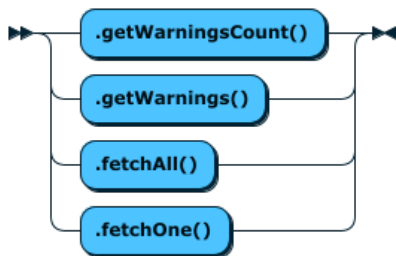 .getWarningsCount()
.getWarnings()
.fetchAll()
.fetchOne()